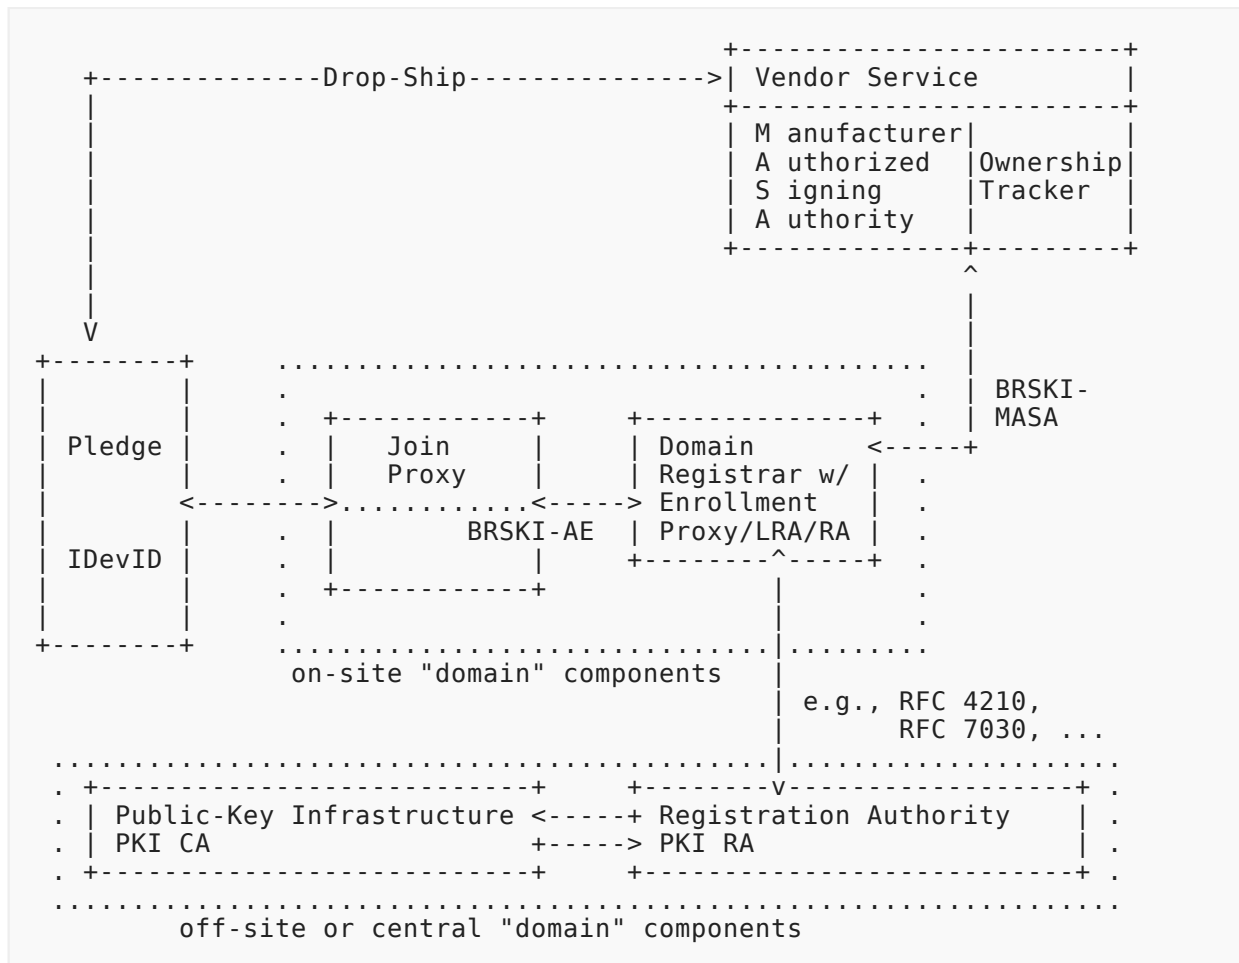 Drop-Ship
Vendor Service
M anufacturer
A uthorized Ownership
S igning Tracker
A uthority
V
BRSKI-
MASA
Pledge Join Domain
Proxy Registrar w/
Enrollment
BRSKI-AE Proxy/LRA/RA
IDevID
on-site "domain" components
e.g., RFC 4210,
RFC 7030, ...
v
Public-Key Infrastructure Registration Authority
PKI CA PKI RA
off-site or central "domain" components